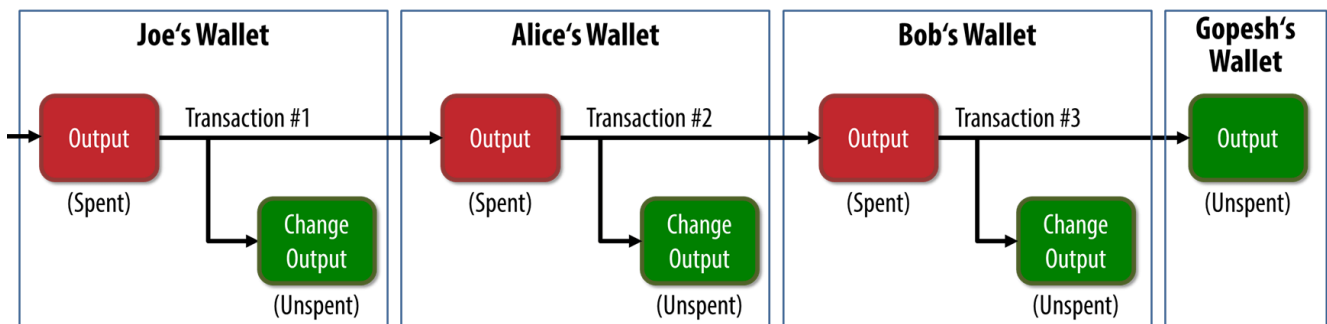 Joe‘s Wallet
Alice‘s Wallet
Bob‘s Wallet
Gopesh‘s
Wallet
Output
Transaction #1
Output
Transaction #2
Output
Transaction #3
Output
(Spent)
(Spent)
(Spent)
(Unspent)
Change
Output
Change
Output
Change
Output
(Unspent)
(Unspent)
(Unspent)